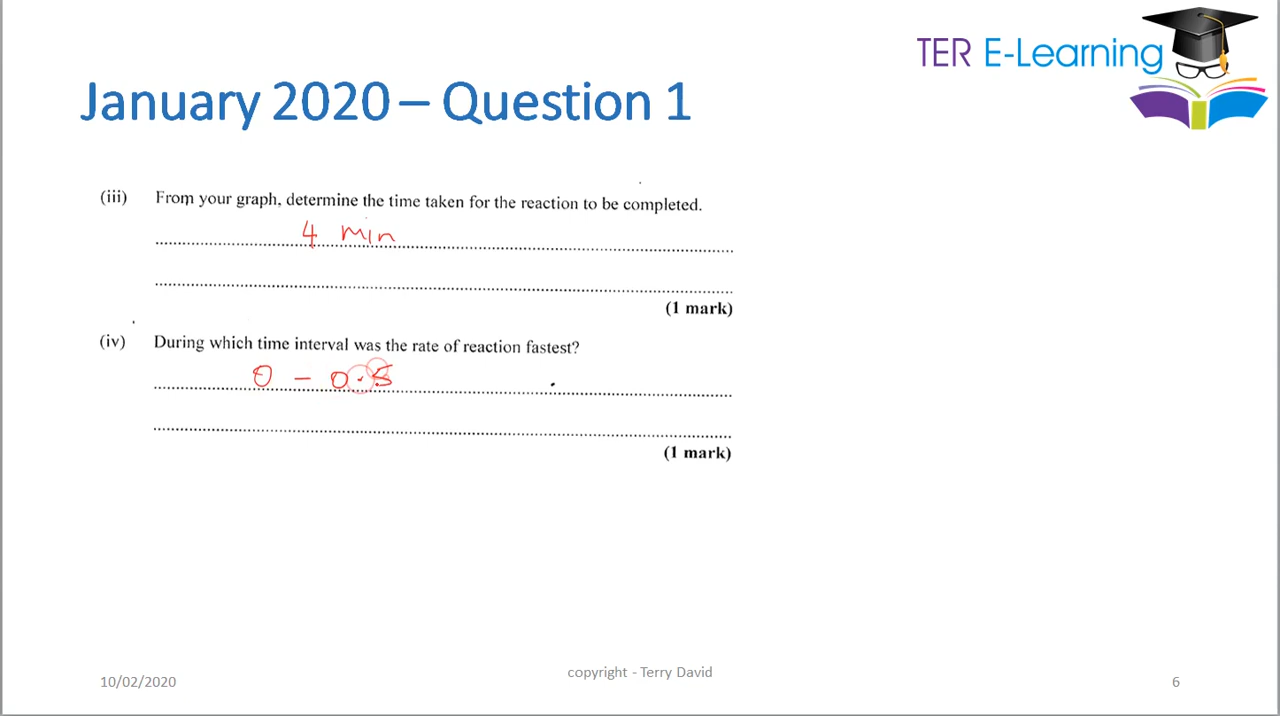 TER E-Learning
January 2020 – Question 1
(iii) From your graph, determine the time taken for the reaction to be completed.
4 min
(1 mark)
(iv) During which time interval was the rate of reaction fastest?
0 – 0.5
(1 mark)
10/02/2020
copyright - Terry David
6